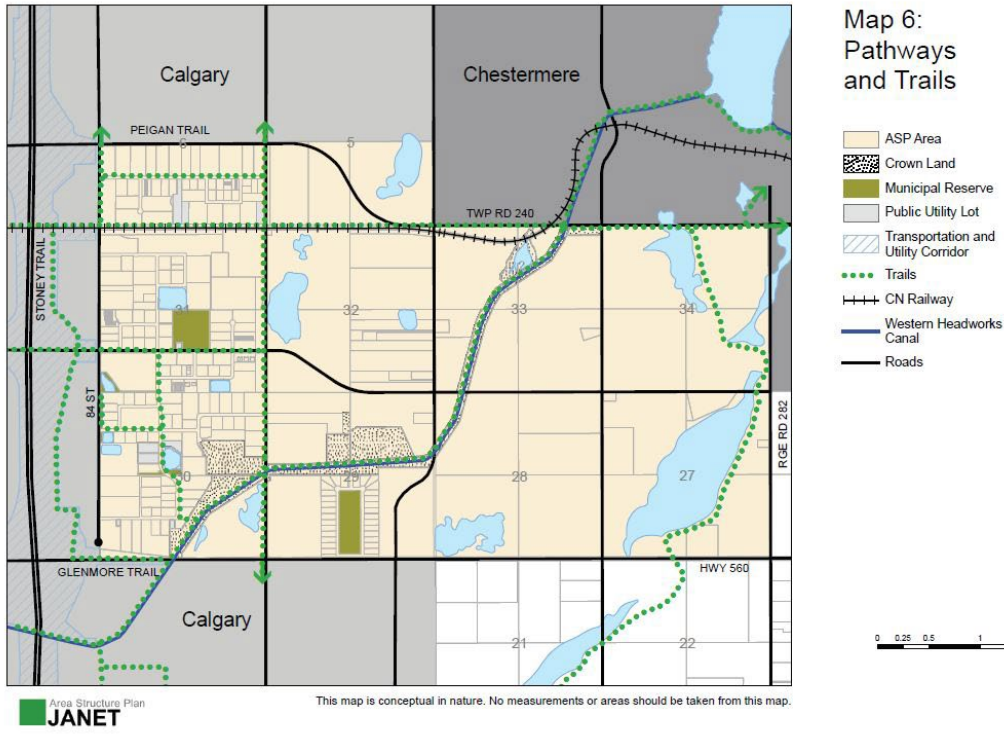 Map 6:
Pathways
and Trails
Calgary
Chestermere
PEIGAN TRAIL
6
5
TWP RD 240
STONEY TRAIL
31
32
32
33
34
84 ST
RGE RD 282
30
29
28
27
GLENMORE TRAIL
HWY 560
Calgary
21
22
ASP Area
Crown Land
Municipal Reserve
Public Utility Lot
Transportation and
Utility Corridor
Trails
CN Railway
Western Headworks
Canal
Roads
0 0.25 0.5 1
Area Structure Plan
JANET
This map is conceptual in nature. No measurements or areas should be taken from this map.